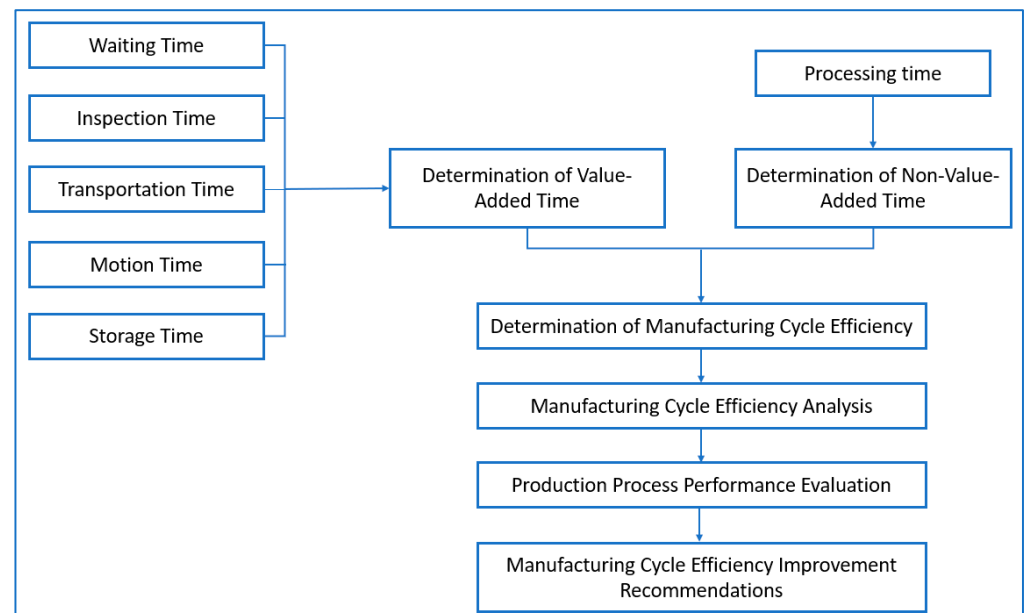 Waiting Time
Inspection Time
Transportation Time
Motion Time
Storage Time
Processing time
Determination of Value-
Added Time
Determination of Non-Value-
Added Time
Determination of Manufacturing Cycle Efficiency
Manufacturing Cycle Efficiency Analysis
Production Process Performance Evaluation
Manufacturing Cycle Efficiency Improvement
Recommendations